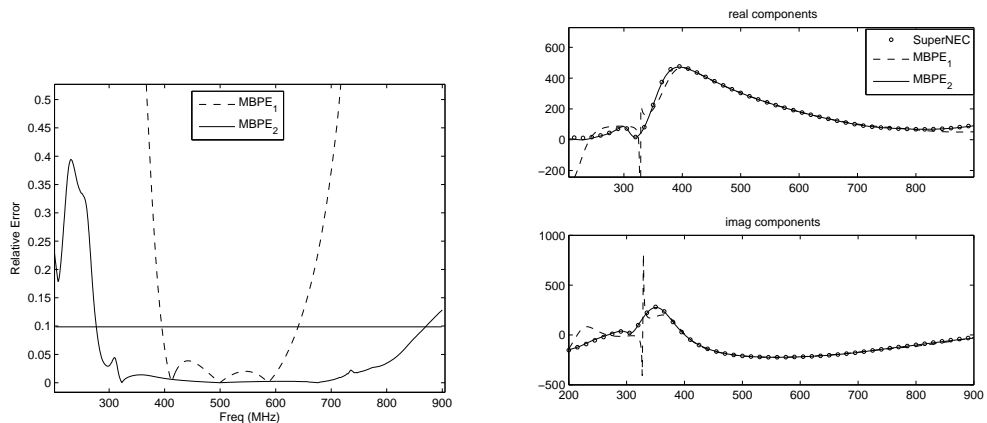 0.5
0.45
0.4
0.35
0.3
0.25
0.2
0.15
0.1
0.05
0
Relative Error
MBPE1
MBPE2
300 400 500 600 700 800 900
Freq (MHz)
real components
600
400
200
0
−200
SuperNEC
MBPE1
MBPE2
300 400 500 600 700 800
imag components
1000
500
0
−500
200 300 400 500 600 700 800 900